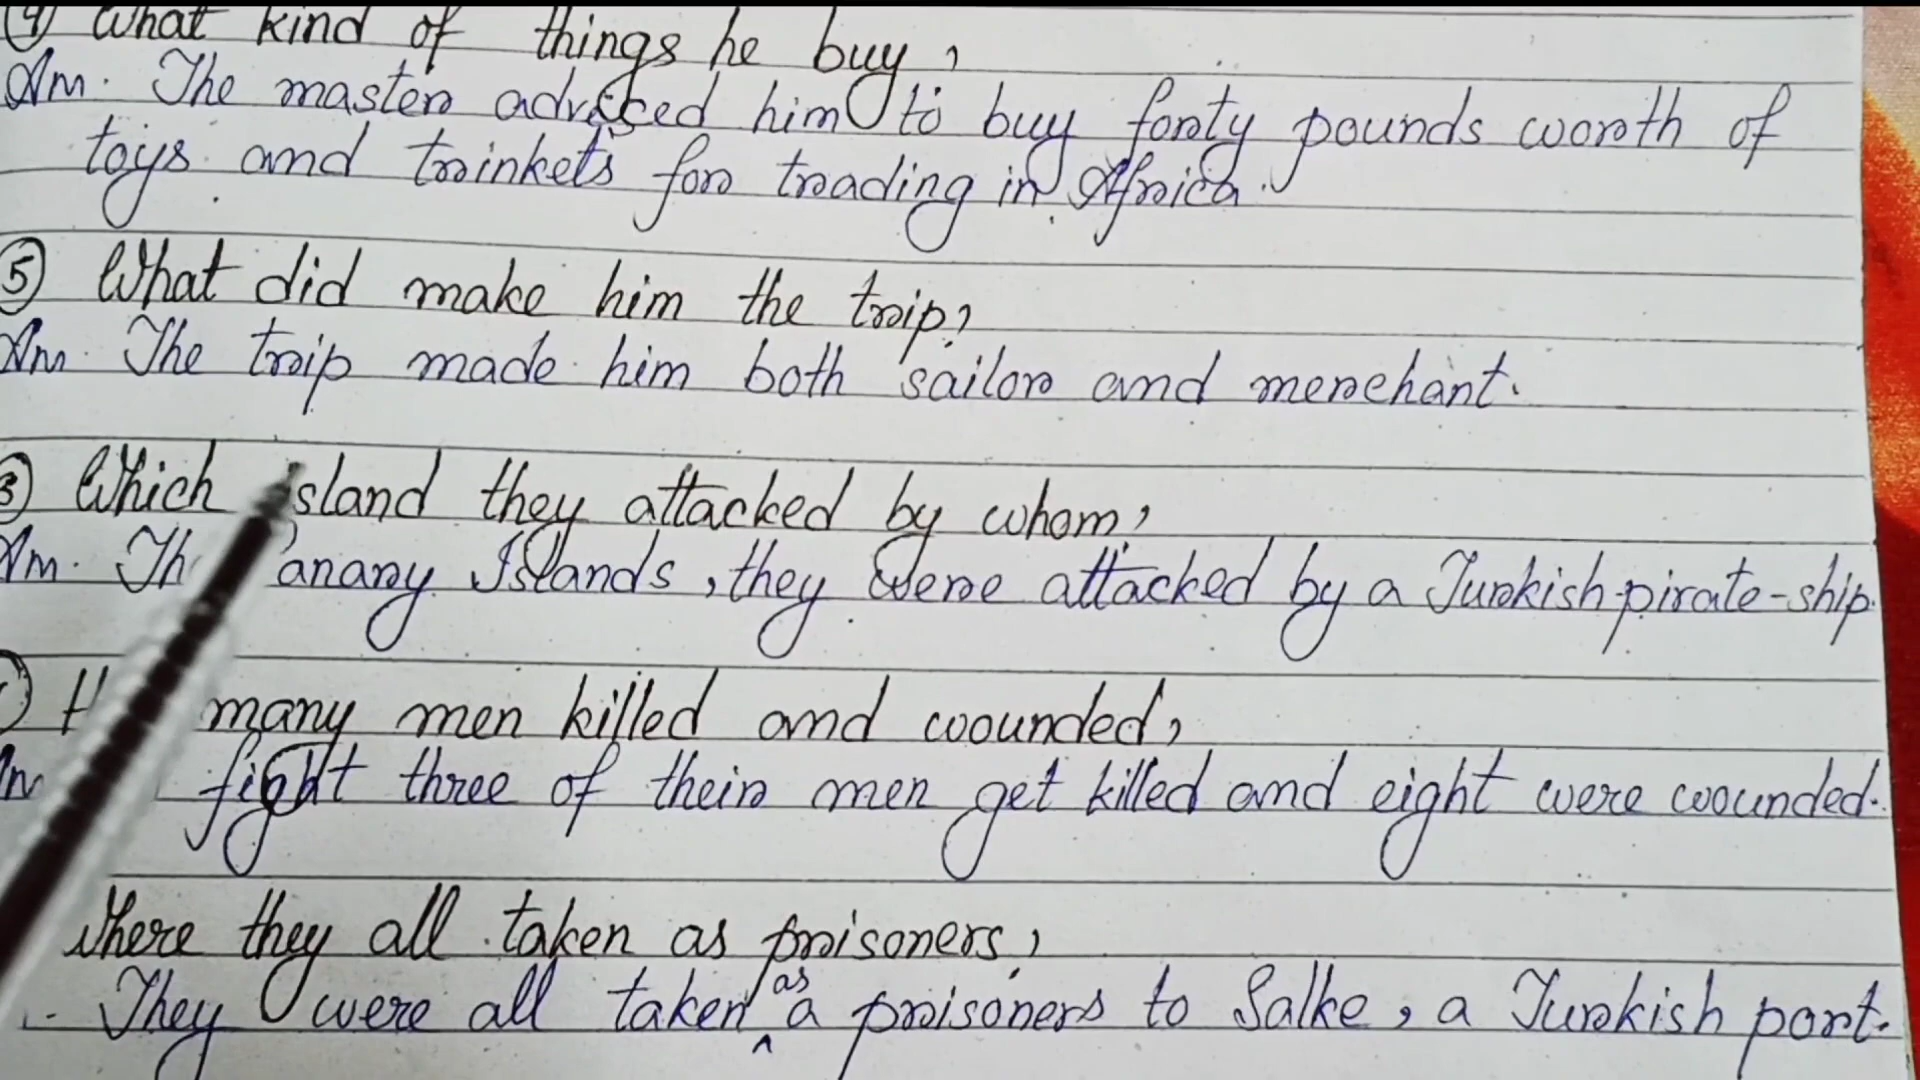 ④ What kind of things he buy?
Ans. The master advised him to buy forty pounds worth of
toys and trinkets for trading in Africa.
⑤ What did make him the trip?
Ans. The trip made him both sailor and merchant.
Which island they attacked by whom?
Ans. Canary Islands, they were attacked by a Turkish pirate-ship.
many men killed and wounded?
fight three of their men get killed and eight were wounded.
Where they all taken as prisoners?
They were all taken as a prisoners to Salke, a Turkish port.